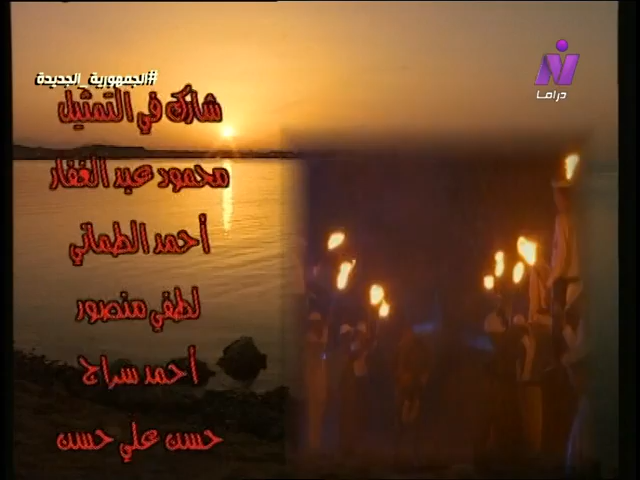 #الجمهورية_الجديدة
دراما
شارك في التمثيل
محمود عبد الغفار
أحمد الطماني
لطفي منصور
أحمد سراج
حسن علي حسن